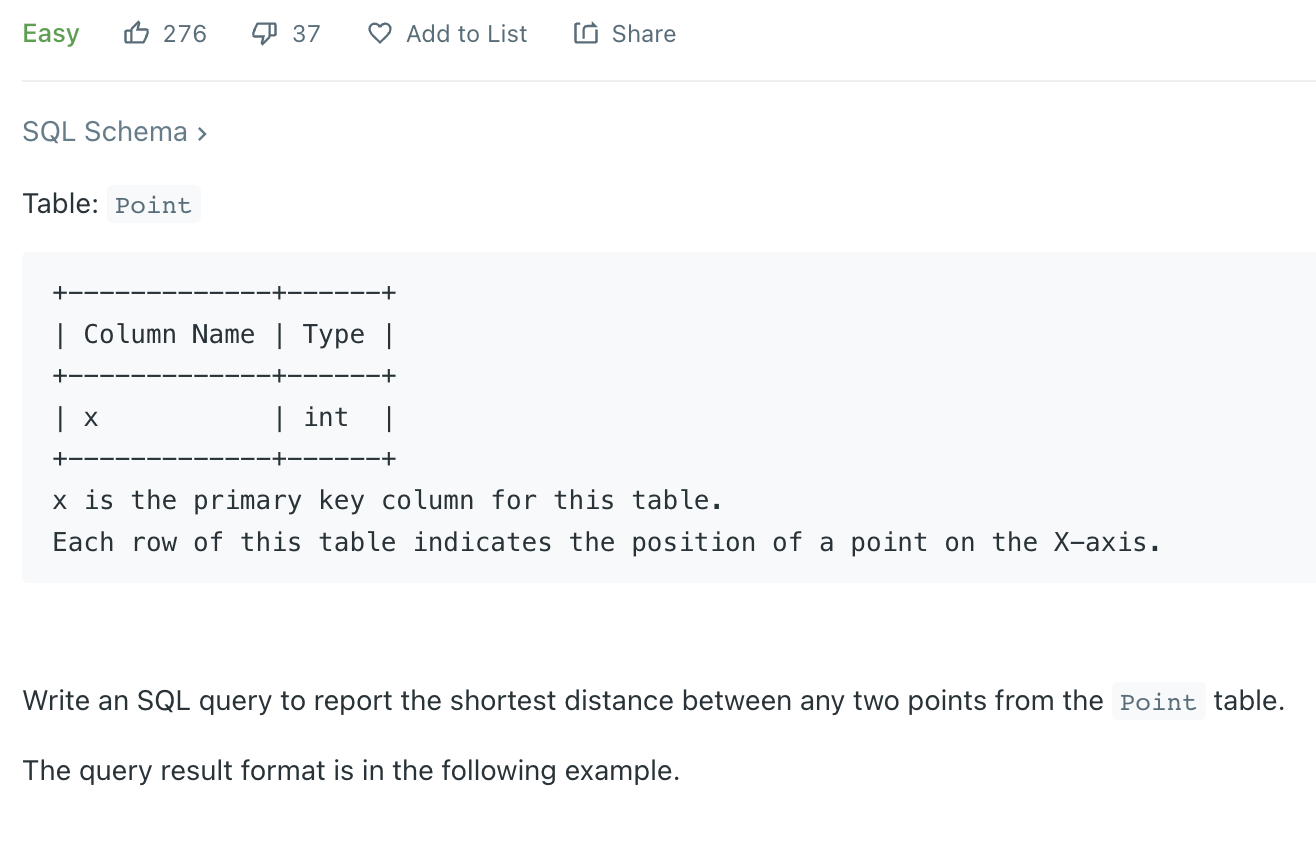 Easy 276 37 Add to List Share
SQL Schema ›
Table: Point
+-------------+------+
| Column Name | Type |
+-------------+------+
| x           | int  |
+-------------+------+
x is the primary key column for this table.
Each row of this table indicates the position of a point on the X-axis.
Write an SQL query to report the shortest distance between any two points from the Point table.
The query result format is in the following example.